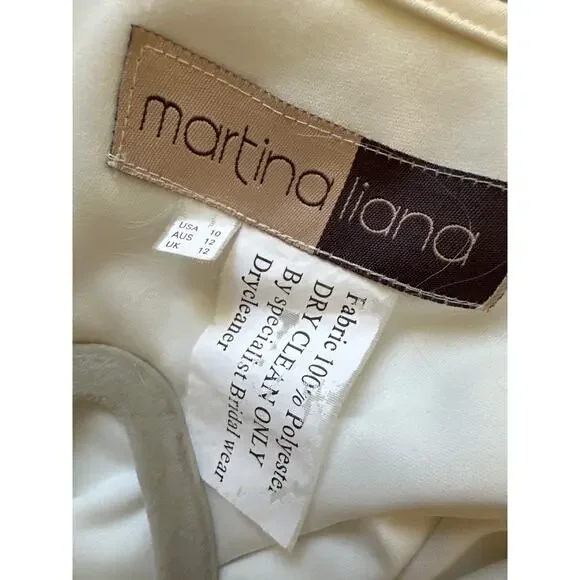 martina liana
USA 10
AUS 12
UK 12
Fabric 100% Polyester
DRY CLEAN ONLY
By specialist Bridal wear
Drycleaner